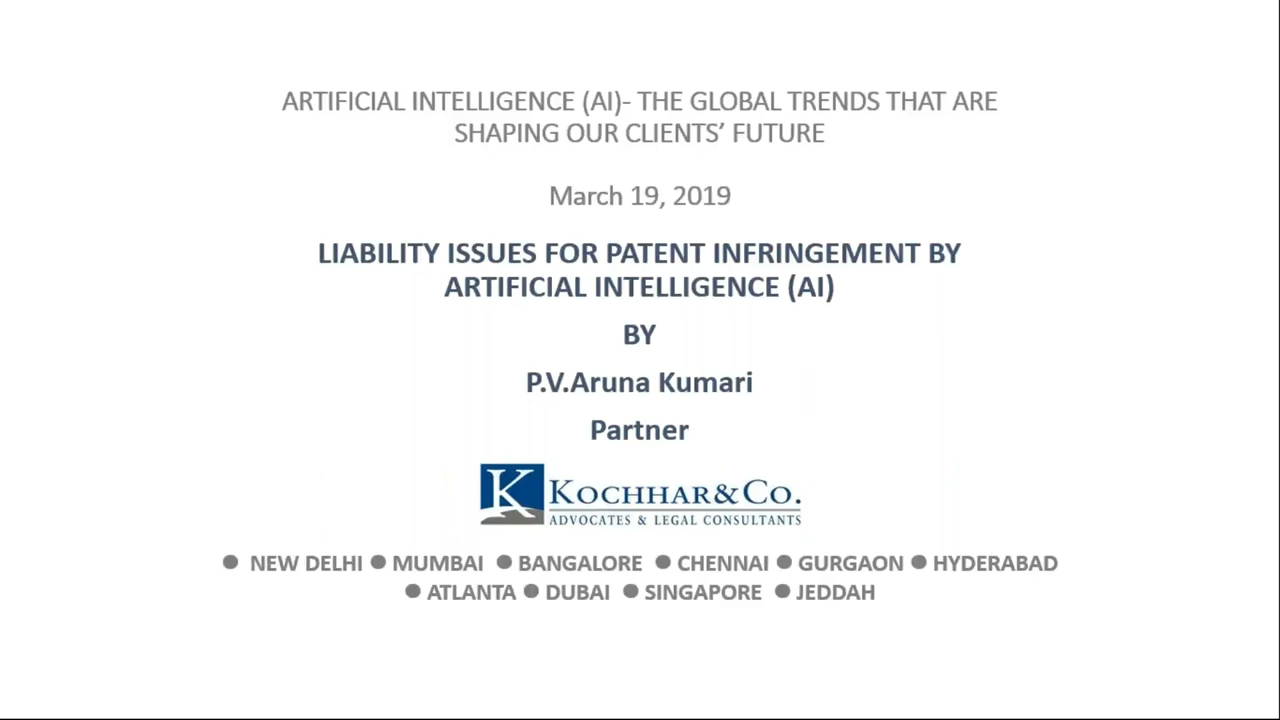 ARTIFICIAL INTELLIGENCE (AI)- THE GLOBAL TRENDS THAT ARE
SHAPING OUR CLIENTS’ FUTURE
March 19, 2019
LIABILITY ISSUES FOR PATENT INFRINGEMENT BY
ARTIFICIAL INTELLIGENCE (AI)
BY
P.V.Aruna Kumari
Partner
K KOCHHAR&CO.
ADVOCATES & LEGAL CONSULTANTS
● NEW DELHI ● MUMBAI ● BANGALORE ● CHENNAI ● GURGAON ● HYDERABAD
● ATLANTA ● DUBAI ● SINGAPORE ● JEDDAH